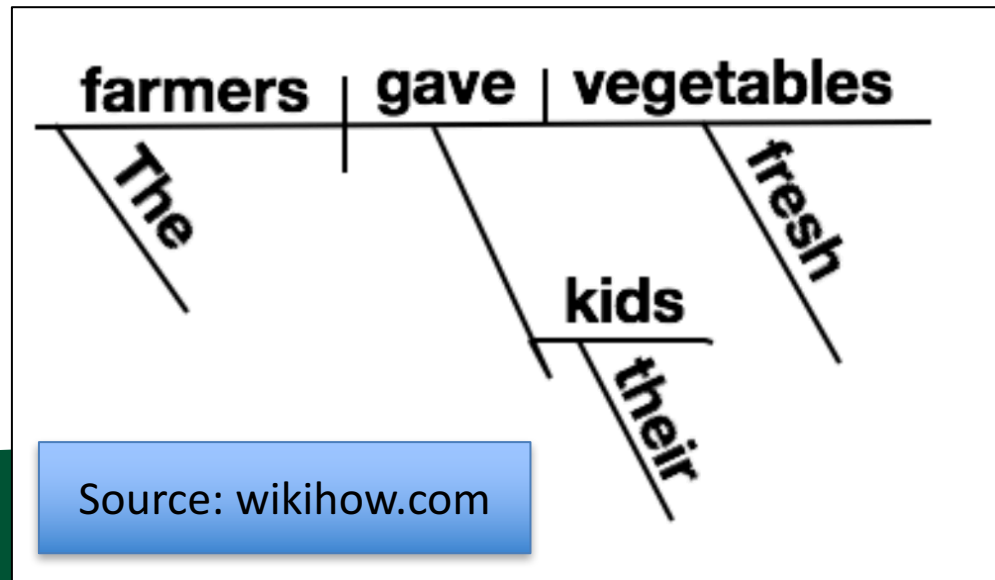 farmers gave vegetables
The
fresh
kids
their
Source: wikihow.com